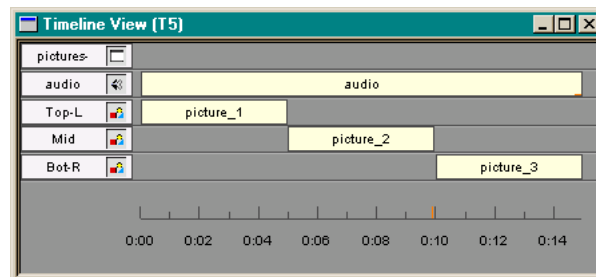 Timeline View (T5)
pictures-
audio audio
Top-L picture_1
Mid picture_2
Bot-R picture_3
0:00 0:02 0:04 0:06 0:08 0:10 0:12 0:14